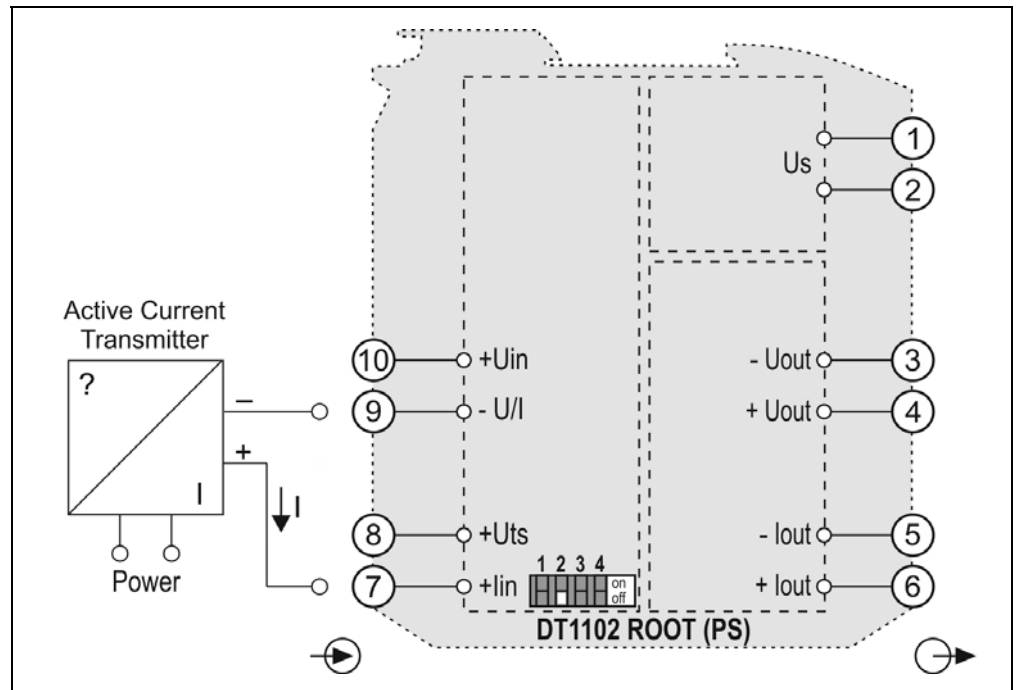 Active Current
Transmitter
?
I
–
+
I
Power
10 +Uin
9 - U/I
8 +Uts
7 +Iin
1 2 3 4
on
off
Us
1
2
- Uout 3
+ Uout 4
- Iout 5
+ Iout 6
DT1102 ROOT (PS)